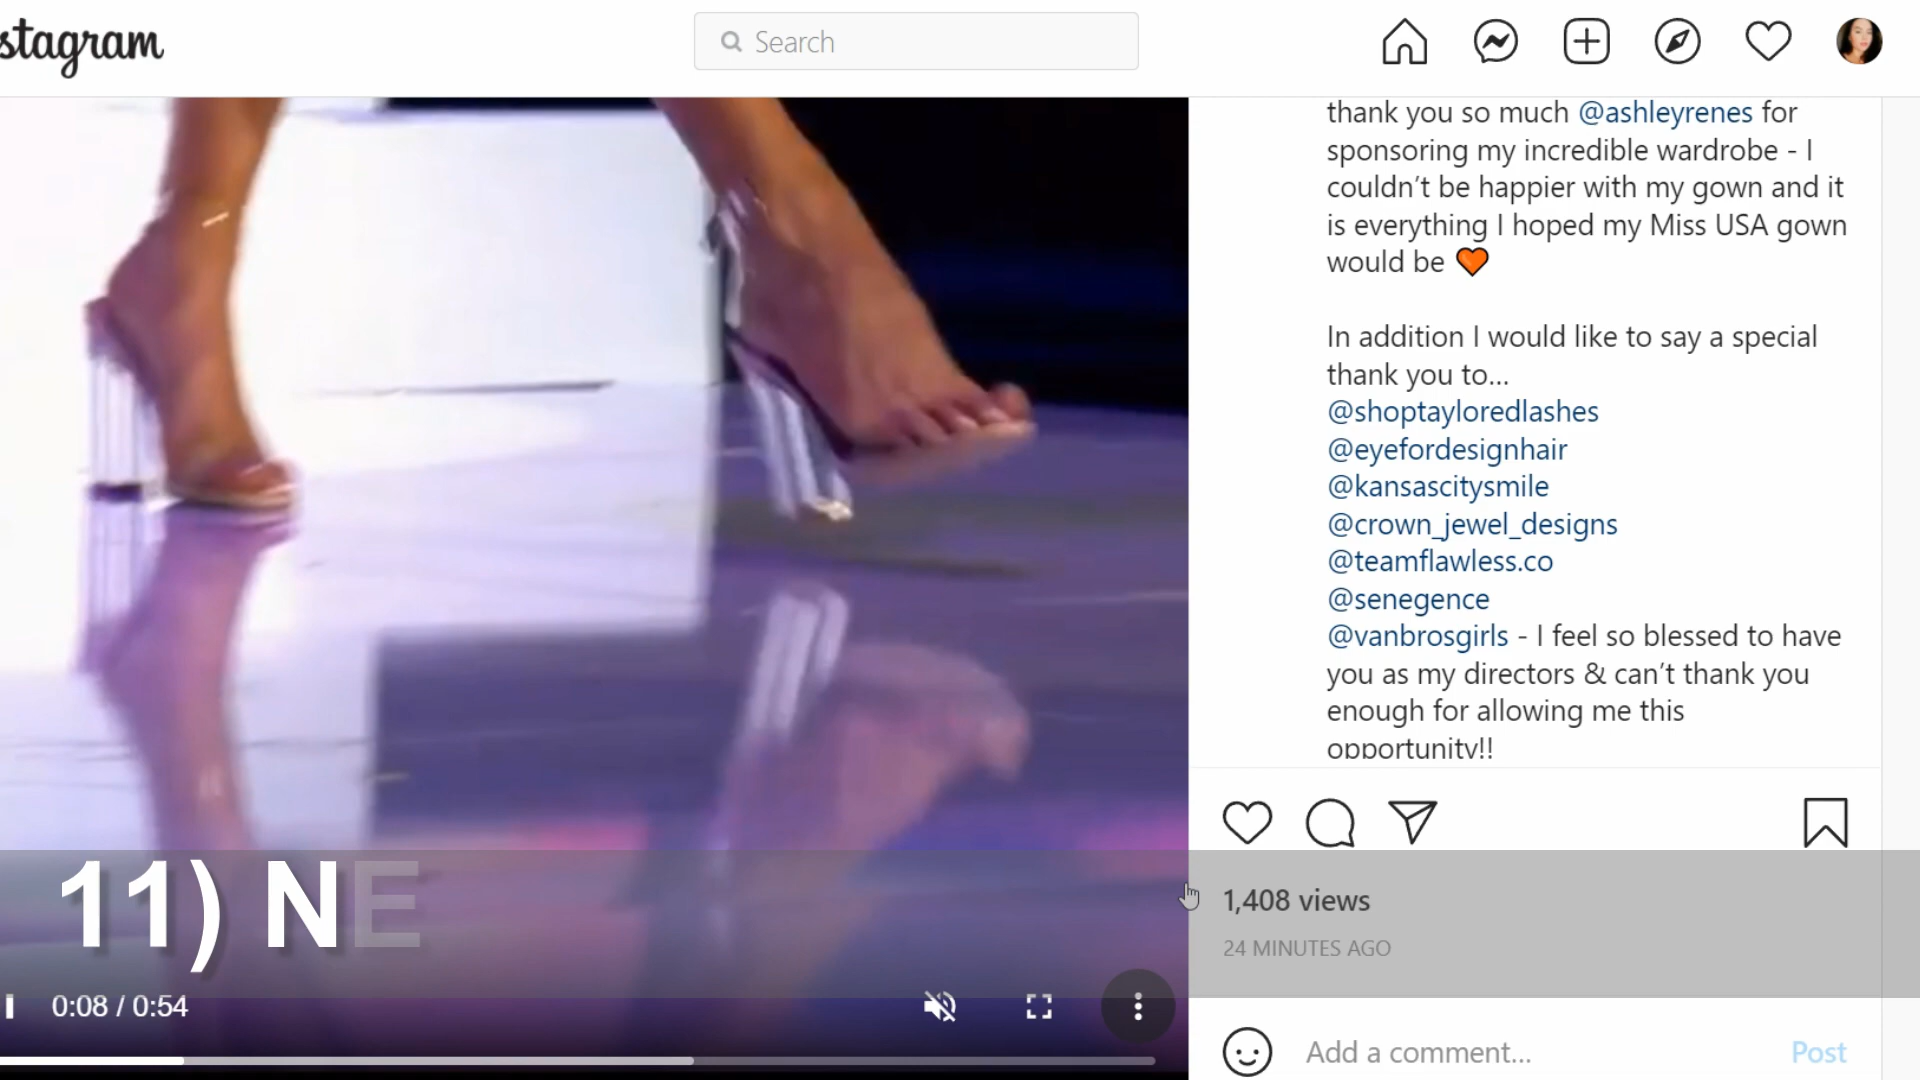 stagram
Search
thank you so much @ashleyrenes for
sponsoring my incredible wardrobe - I
couldn't be happier with my gown and it
is everything I hoped my Miss USA gown
would be 🧡
In addition I would like to say a special
thank you to...
@shoptayloredlashes
@eyefordesignhair
@kansascitysmile
@crown_jewel_designs
@teamflawless.co
@senegence
@vanbrosgirls - I feel so blessed to have
you as my directors & can't thank you
enough for allowing me this
opportunity!!
11) NE
1,408 views
24 MINUTES AGO
0:08 / 0:54
Add a comment...
Post